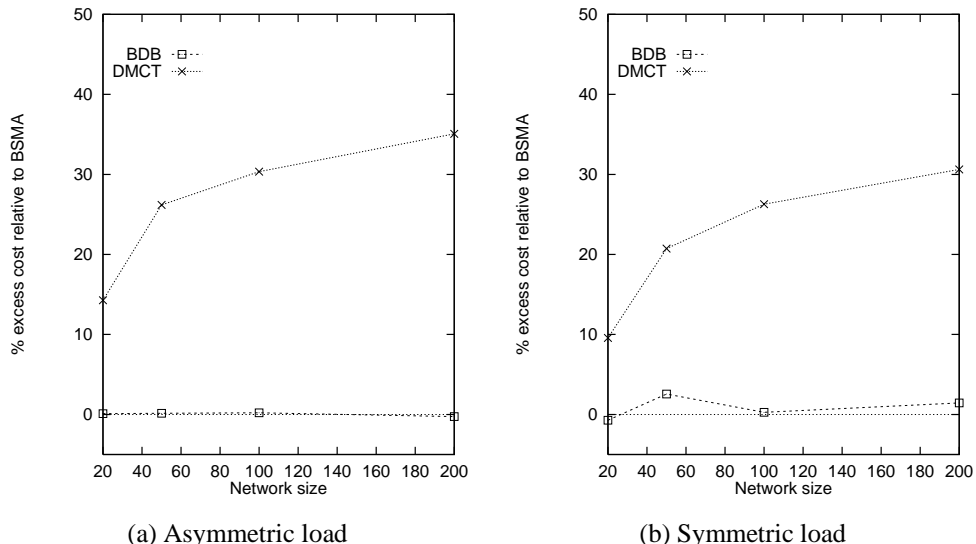 50
40
30
20
10
0
20 40 60 80 100 120 140 160 180 200
% excess cost relative to BSMA
Network size
BDB
DMCT
(a) Asymmetric load
50
40
30
20
10
0
20 40 60 80 100 120 140 160 180 200
% excess cost relative to BSMA
Network size
BDB
DMCT
(b) Symmetric load